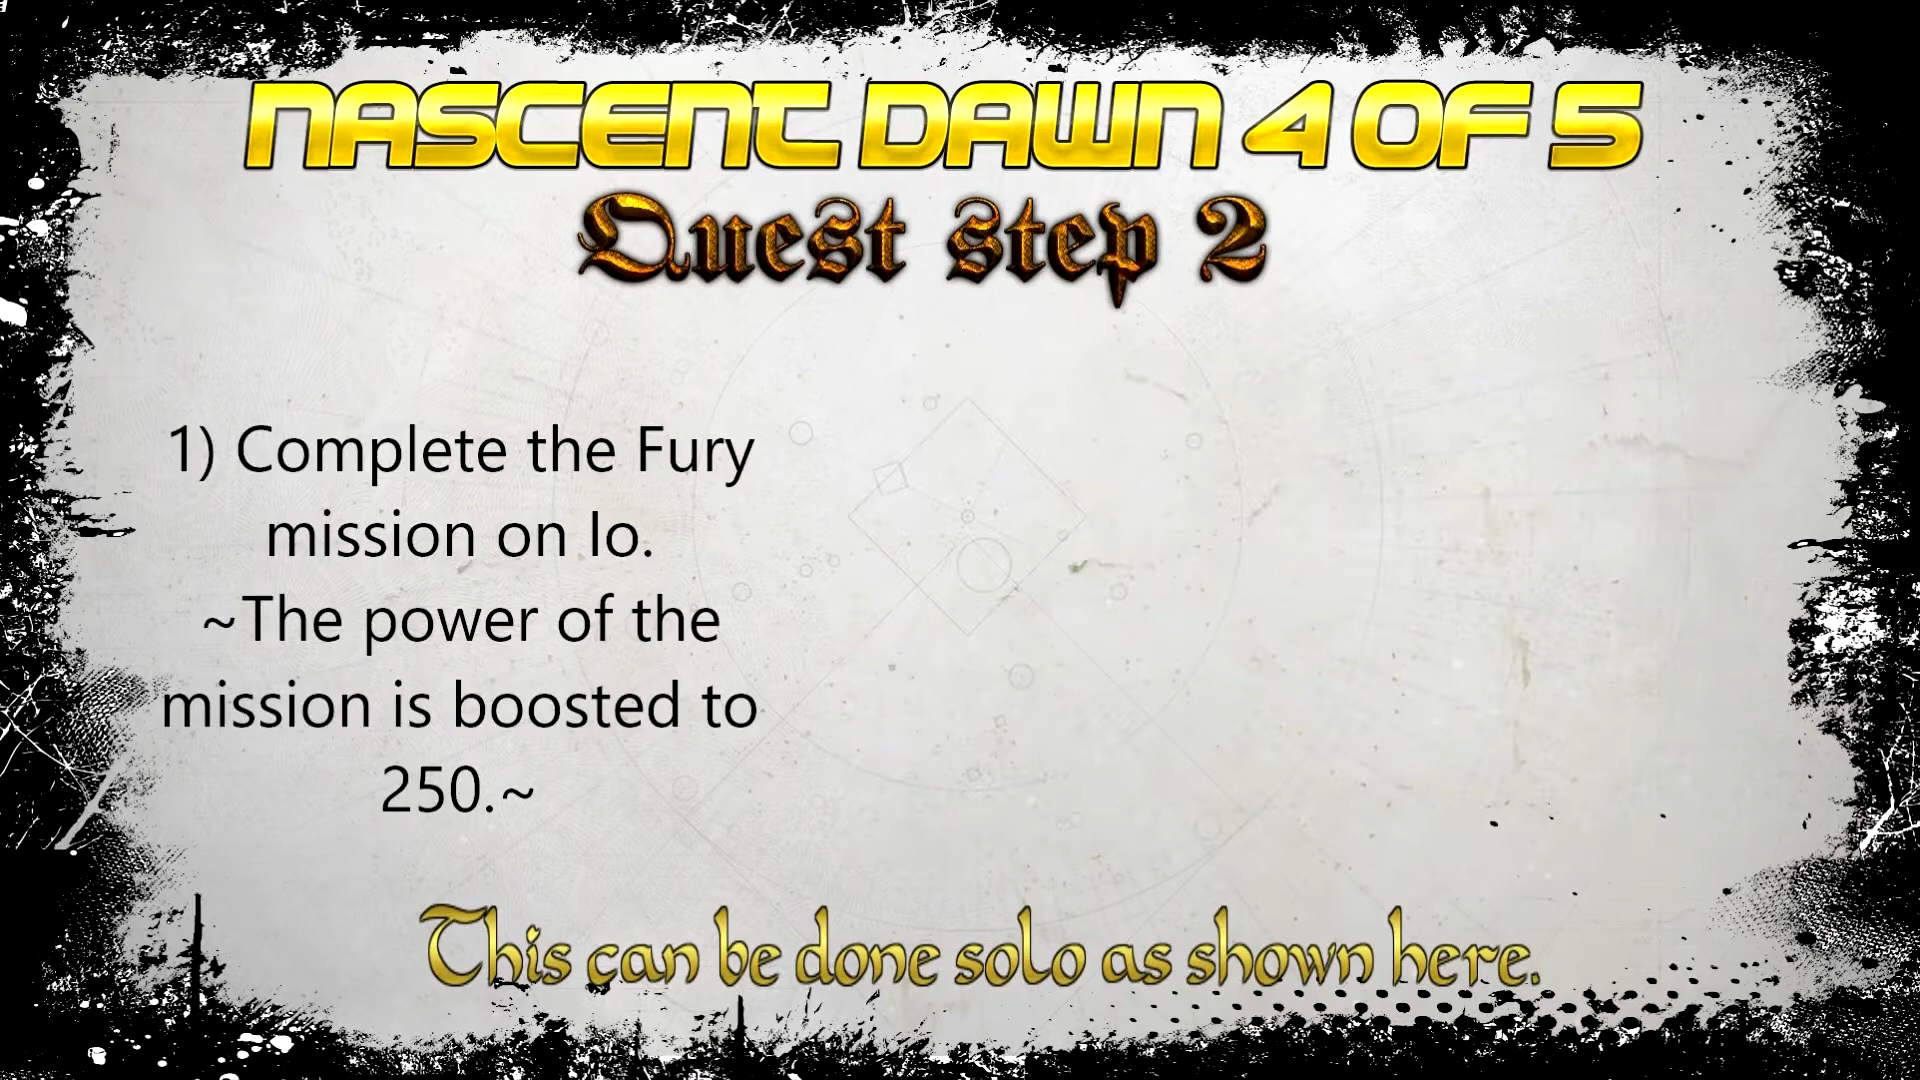 NASCENT DAWN 4 OF 5
Quest step 2
1) Complete the Fury
mission on Io.
~The power of the
mission is boosted to
250.~
This can be done solo as shown here.